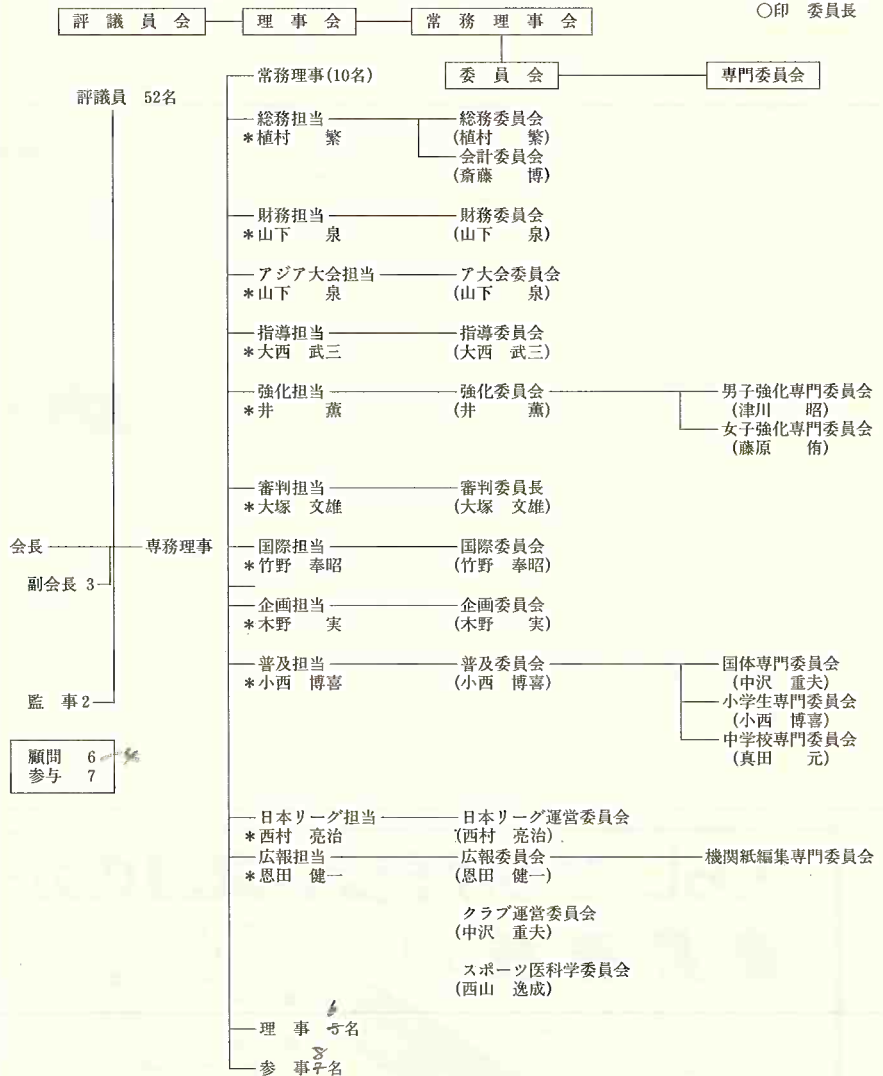 ○印 委員長
評議員会 理事会 常務理事会
委員会 専門委員会
常務理事(10名)
評議員 52名
総務担当 総務委員会
*植村 繁 (植村 繁)
会計委員会
(斎藤 博)
財務担当 財務委員会
*山下 泉 (山下 泉)
アジア大会担当 ア大会委員会
*山下 泉 (山下 泉)
指導担当 指導委員会
*大西 武三 (大西 武三)
強化担当 強化委員会 男子強化専門委員会
*井 薫 (井 薫) (津川 昭)
女子強化専門委員会
(藤原 侑)
審判担当 審判委員長
*大塚 文雄 (大塚 文雄)
会長 専務理事 国際担当 国際委員会
*竹野 奉昭 (竹野 奉昭)
副会長 3
企画担当 企画委員会
*木野 実 (木野 実)
普及担当 普及委員会 国体専門委員会
*小西 博喜 (小西 博喜) (中沢 重夫)
監事2 小学生専門委員会
(小西 博喜)
中学校専門委員会
(真田 元)
顧問 6 4
参与 7
日本リーグ担当 日本リーグ運営委員会
*西村 亮治 (西村 亮治)
広報担当 広報委員会 機関紙編集専門委員会
*恩田 健一 (恩田 健一)
クラブ運営委員会
(中沢 重夫)
スポーツ医科学委員会
(西山 逸成)
6
理事 5名
8
参事 7名